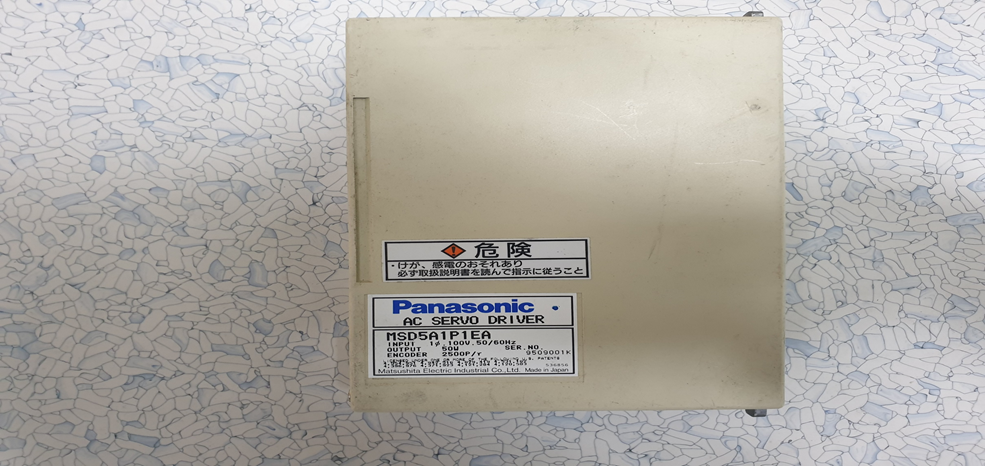 危険
・けが、感電のおそれあり
必ず取扱説明書を読んで指示に従うこと
Panasonic
AC SERVO DRIVER
MSD5A1P1EA
INPUT 1ϕ 100V.50/60Hz
OUTPUT 50W SER.NO.
ENCODER 2500P/r 9509001K
Matsushita Electric Industrial Co.,Ltd. Made in Japan